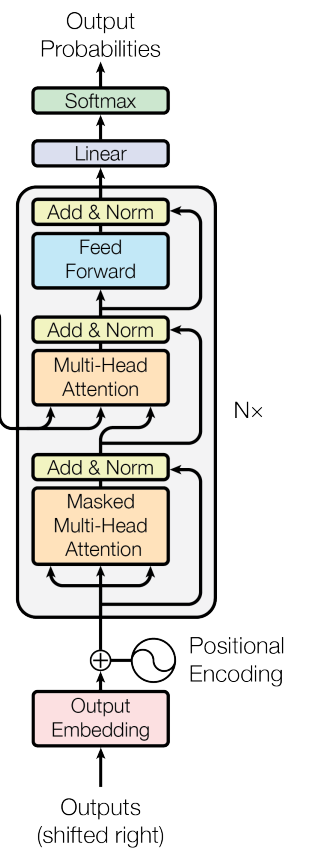 Output
Probabilities
Softmax
Linear
Add & Norm
Feed
Forward
Add & Norm
Multi-Head
Attention
N×
Add & Norm
Masked
Multi-Head
Attention
Positional
Encoding
Output
Embedding
Outputs
(shifted right)